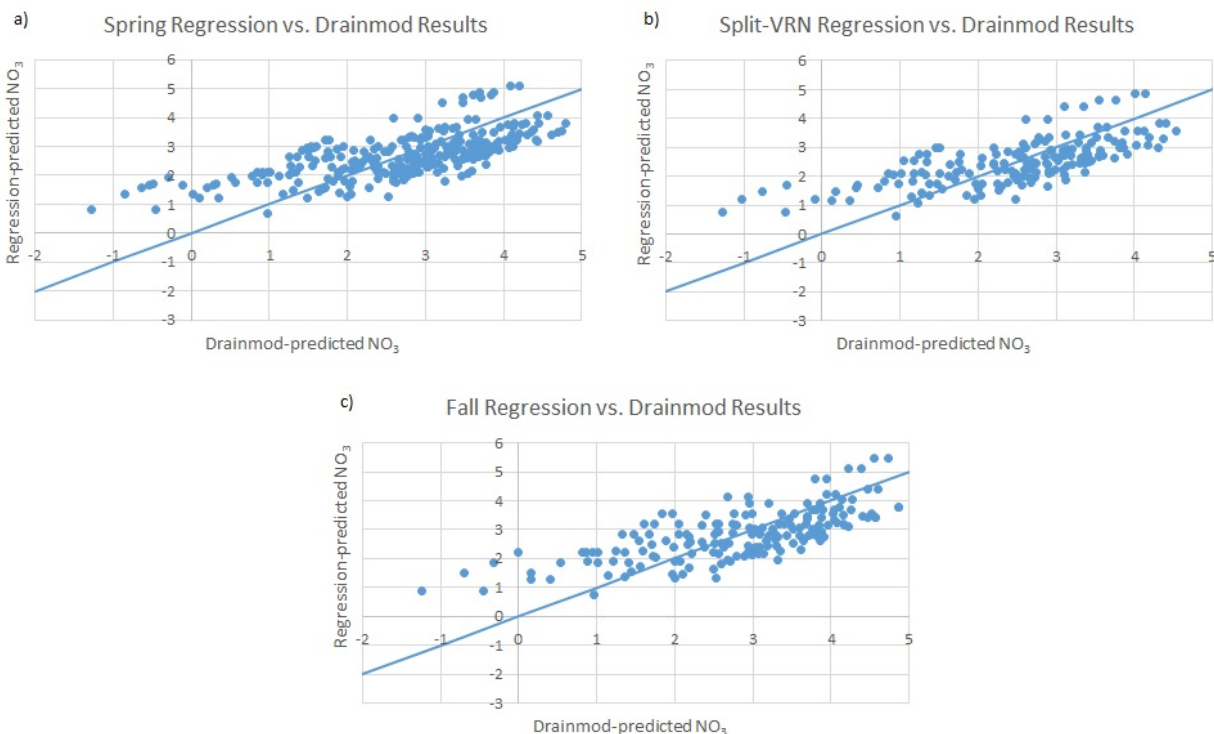 a)
Spring Regression vs. Drainmod Results
Regression-predicted NO₃
6
5
4
3
2
1
0
-1
-2
-3
-2 -1 0 1 2 3 4 5
Drainmod-predicted NO₃
b)
Split-VRN Regression vs. Drainmod Results
Regression-predicted NO₃
6
5
4
3
2
1
0
-1
-2
-3
-2 -1 0 1 2 3 4 5
Drainmod-predicted NO₃
c)
Fall Regression vs. Drainmod Results
Regression-predicted NO₃
6
5
4
3
2
1
0
-1
-2
-3
-2 -1 0 1 2 3 4 5
Drainmod-predicted NO₃